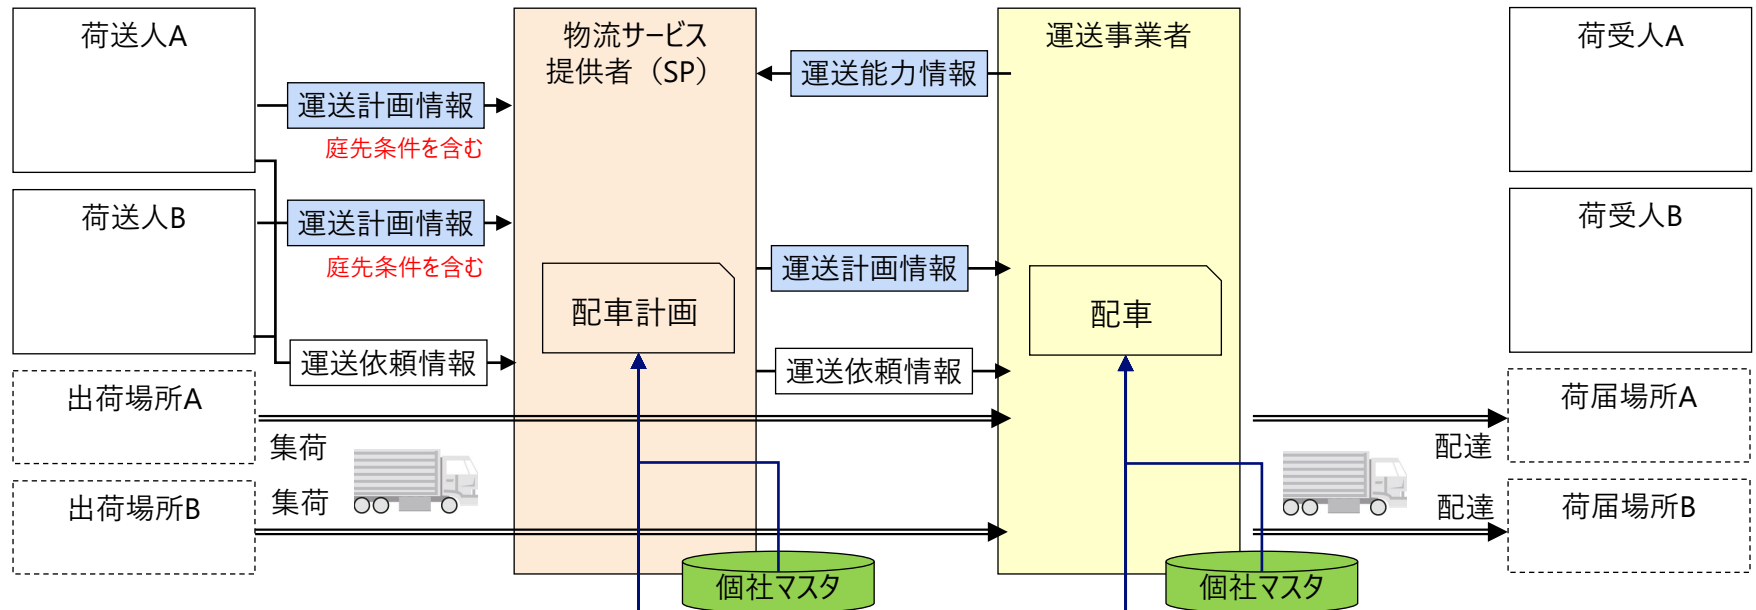 荷送人A
物流サービス
提供者（SP）
運送事業者
荷受人A
運送能力情報
運送計画情報
庭先条件を含む
荷送人B
荷受人B
運送計画情報
庭先条件を含む
運送計画情報
配車計画
配車
運送依頼情報
運送依頼情報
出荷場所A
荷届場所A
集荷
配達
出荷場所B
集荷
配達
荷届場所B
個社マスタ
個社マスタ